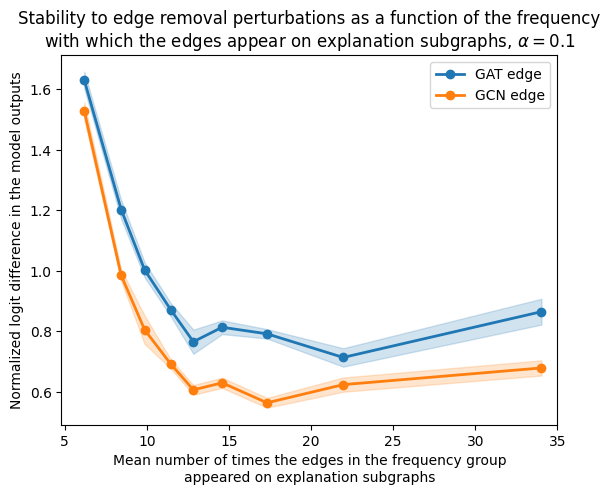 Stability to edge removal perturbations as a function of the frequency
with which the edges appear on explanation subgraphs, α = 0.1
GAT edge
GCN edge
Normalized logit difference in the model outputs
1.6
1.4
1.2
1.0
0.8
0.6
5 10 15 20 25 30 35
Mean number of times the edges in the frequency group
appeared on explanation subgraphs